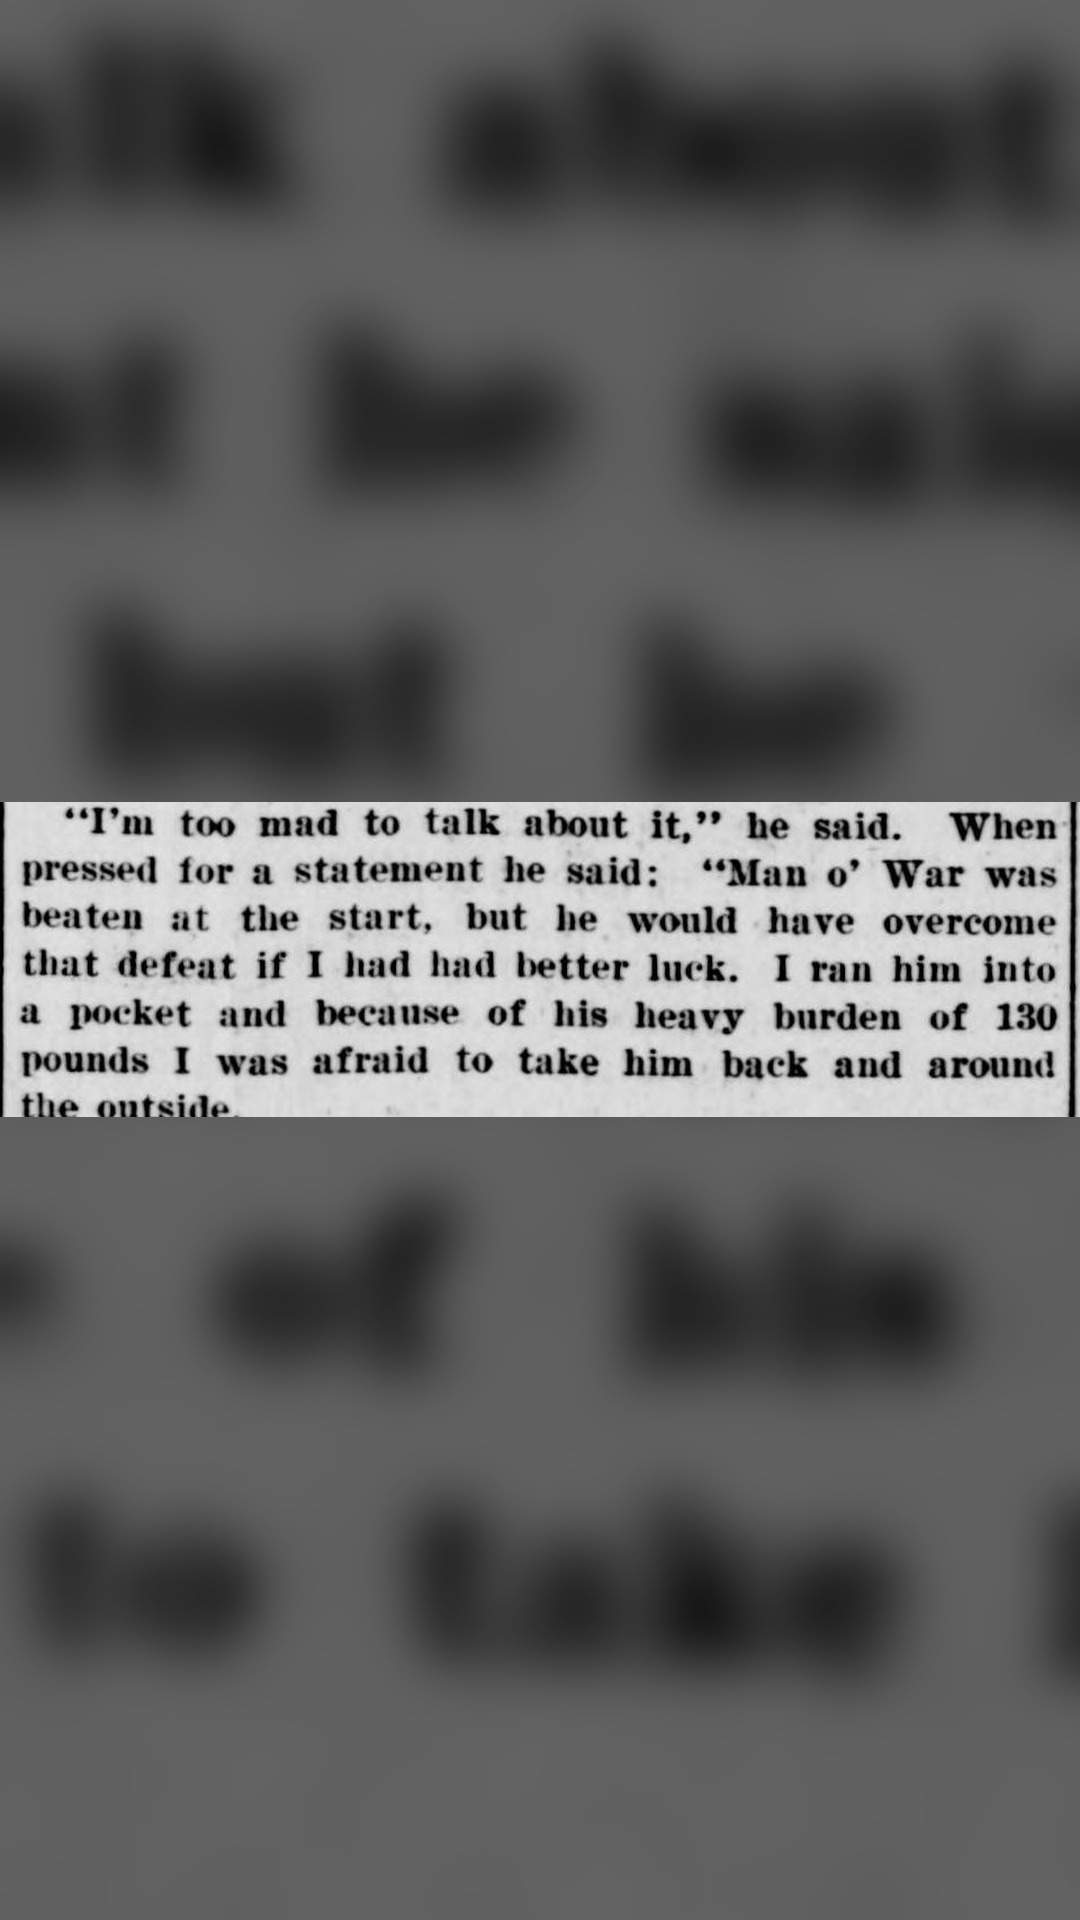 “I’m too mad to talk about it,” he said. When
pressed for a statement he said: “Man o’ War was
beaten at the start, but he would have overcome
that defeat if I had had better luck. I ran him into
a pocket and because of his heavy burden of 130
pounds I was afraid to take him back and around
the outside.